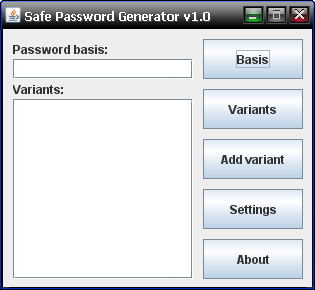 Safe Password Generator v1.0
Password basis:
Basis
Variants:
Variants
Add variant
Settings
About